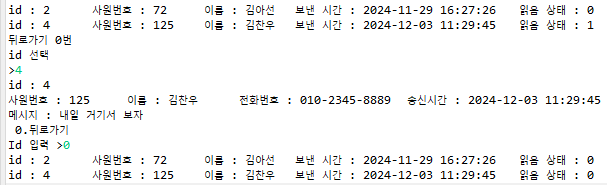 id : 2 사원번호 : 72 이름 : 김아선 보낸 시간 : 2024-11-29 16:27:26 읽음 상태 : 0
id : 4 사원번호 : 125 이름 : 김찬우 보낸 시간 : 2024-12-03 11:29:45 읽음 상태 : 1
뒤로가기 0번
id 선택
>4
id : 4
사원번호 : 125 이름 : 김찬우 전화번호 : 010-2345-8889 송신시간 : 2024-12-03 11:29:45
메시지 : 내일 거기서 보자
0.뒤로가기
Id 입력 >0
id : 2 사원번호 : 72 이름 : 김아선 보낸 시간 : 2024-11-29 16:27:26 읽음 상태 : 0
id : 4 사원번호 : 125 이름 : 김찬우 보낸 시간 : 2024-12-03 11:29:45 읽음 상태 : 0